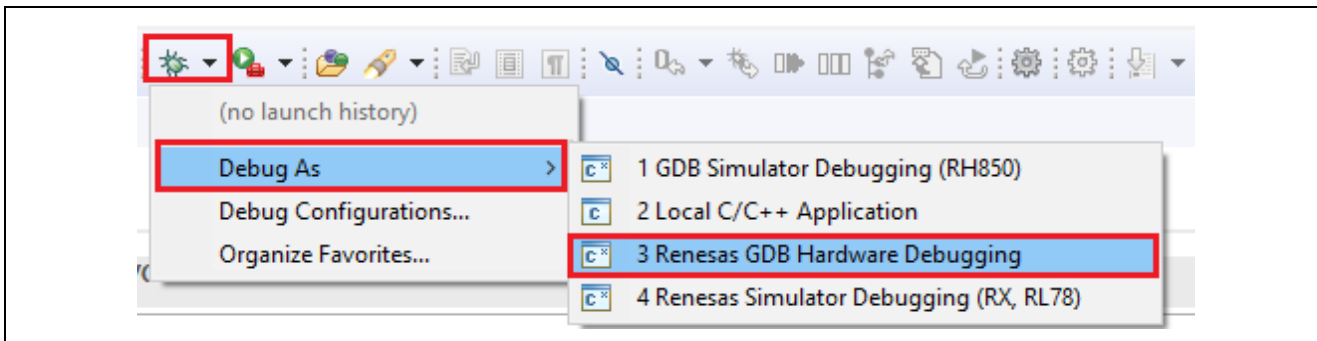 (no launch history)
Debug As
1 GDB Simulator Debugging (RH850)
Debug Configurations...
2 Local C/C++ Application
Organize Favorites...
3 Renesas GDB Hardware Debugging
4 Renesas Simulator Debugging (RX, RL78)